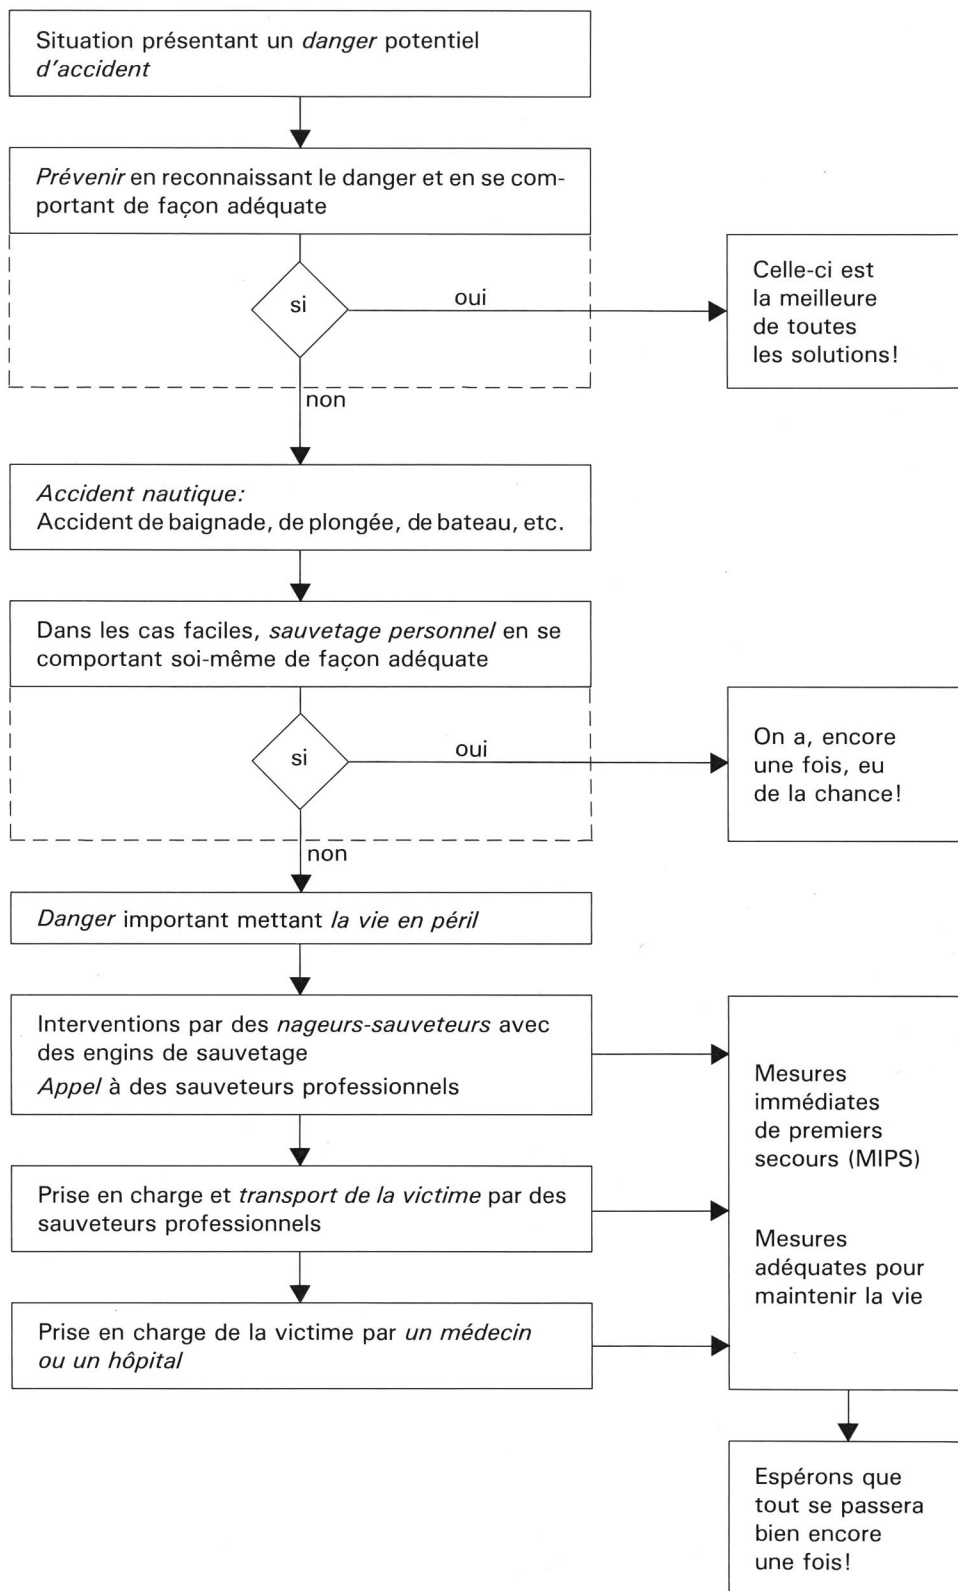 Situation présentant un danger potentiel
d'accident
Prévenir en reconnaissant le danger et en se com-
portant de façon adéquate
si
oui
Celle-ci est
la meilleure
de toutes
les solutions!
non
Accident nautique:
Accident de baignade, de plongée, de bateau, etc.
Dans les cas faciles, sauvetage personnel en se
comportant soi-même de façon adéquate
si
oui
On a, encore
une fois, eu
de la chance!
non
Danger important mettant la vie en péril
Interventions par des nageurs-sauveteurs avec
des engins de sauvetage
Appel à des sauveteurs professionnels
Prise en charge et transport de la victime par des
sauveteurs professionnels
Prise en charge de la victime par un médecin
ou un hôpital
Mesures
immédiates
de premiers
secours (MIPS)
Mesures
adéquates pour
maintenir la vie
Espérons que
tout se passera
bien encore
une fois!